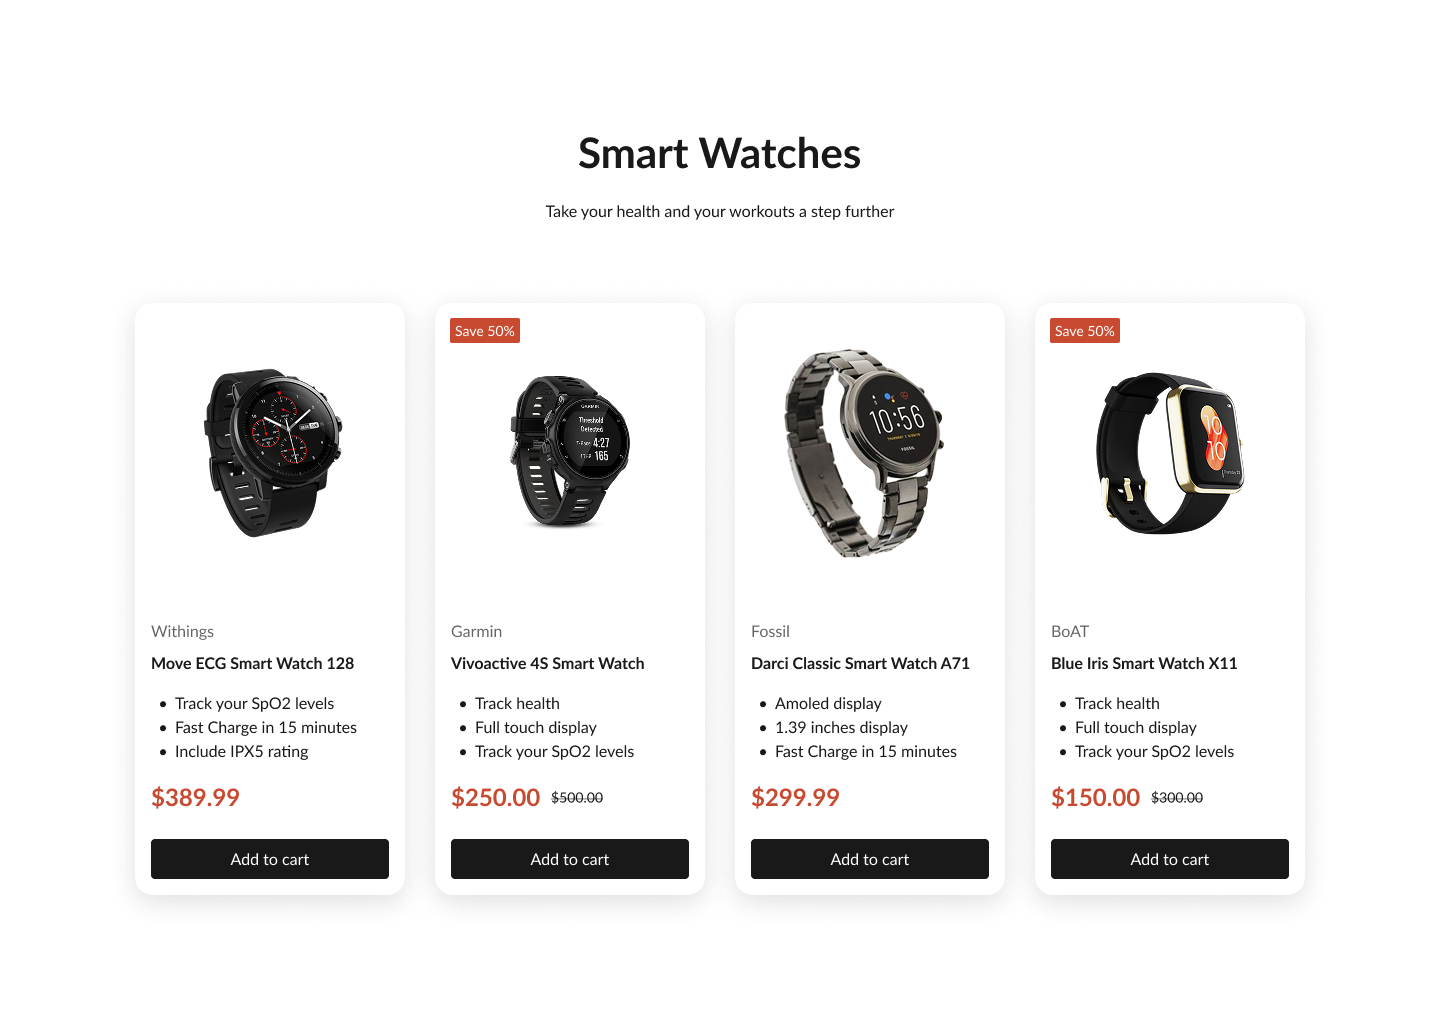 Smart Watches
Take your health and your workouts a step further
Withings
Move ECG Smart Watch 128
• Track your SpO2 levels
• Fast Charge in 15 minutes
• Include IPX5 rating
$389.99
Add to cart
Save 50%
GARMIN
Threshold
Detected
4:27
165
Garmin
Vivoactive 4S Smart Watch
• Track health
• Full touch display
• Track your SpO2 levels
$250.00 $500.00
Add to cart
10:56
FOSSIL
Fossil
Darci Classic Smart Watch A71
• Amoled display
• 1.39 inches display
• Fast Charge in 15 minutes
$299.99
Add to cart
Save 50%
10
10
BoAT
Blue Iris Smart Watch X11
• Track health
• Full touch display
• Track your SpO2 levels
$150.00 $300.00
Add to cart